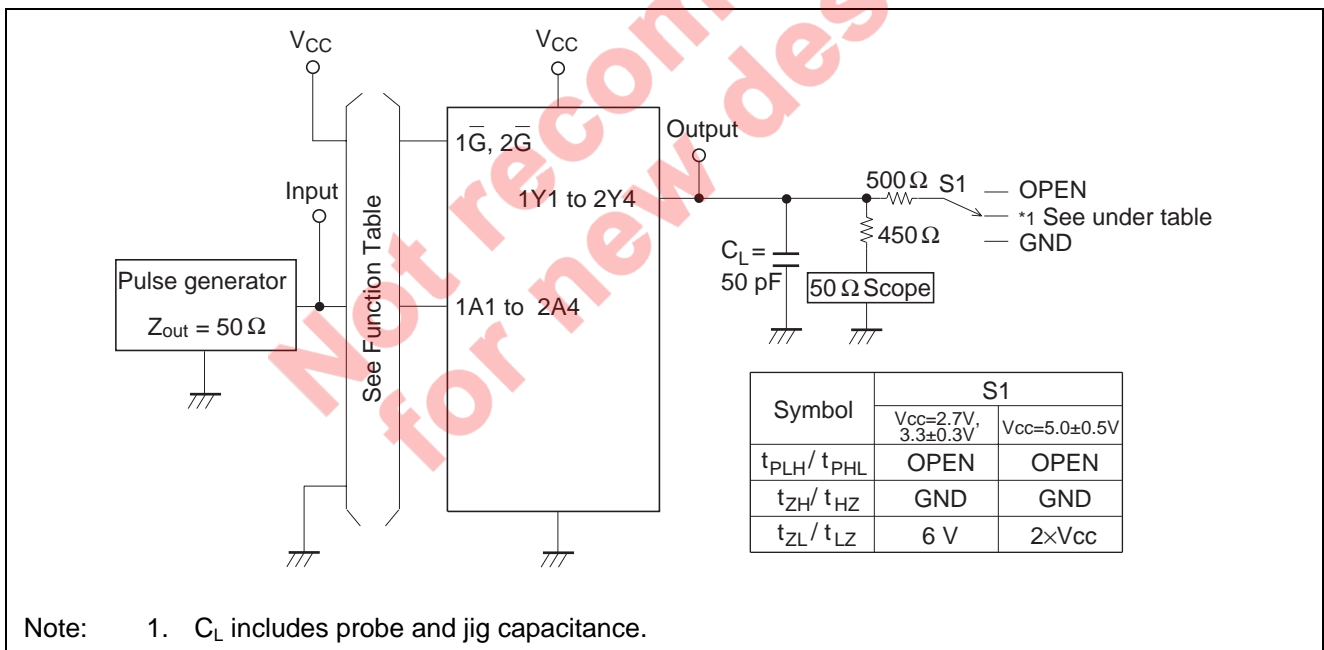 VCC
VCC
1G̅, 2G̅
Output
1Y1 to 2Y4
Input
See Function Table
Pulse generator
Zout = 50 Ω
1A1 to 2A4
500 Ω
S1
OPEN
*1 See under table
GND
450 Ω
CL =
50 pF
50 Ω Scope
Symbol
S1
Vcc=2.7V,
3.3±0.3V
Vcc=5.0±0.5V
tPLH / tPHL
OPEN
OPEN
tZH / tHZ
GND
GND
tZL / tLZ
6 V
2×Vcc
Note: 1. CL includes probe and jig capacitance.
Not recom
for new des